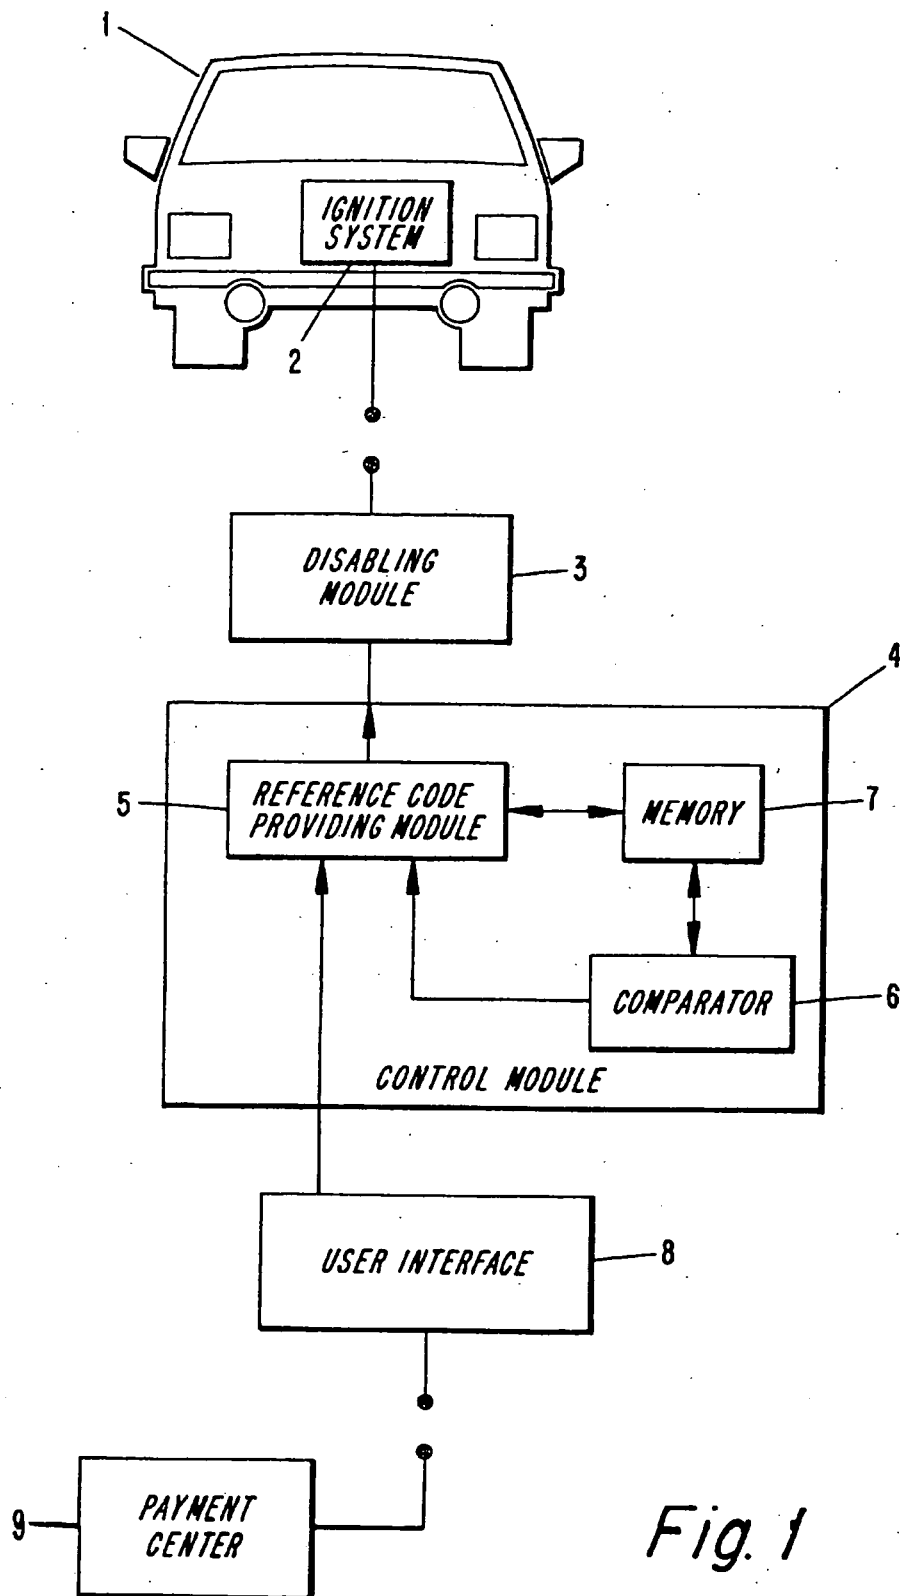 1
IGNITION
SYSTEM
2
DISABLING
MODULE
3
4
5
REFERENCE CODE
PROVIDING MODULE
MEMORY
7
COMPARATOR
6
CONTROL MODULE
USER INTERFACE
8
9
PAYMENT
CENTER
Fig. 1